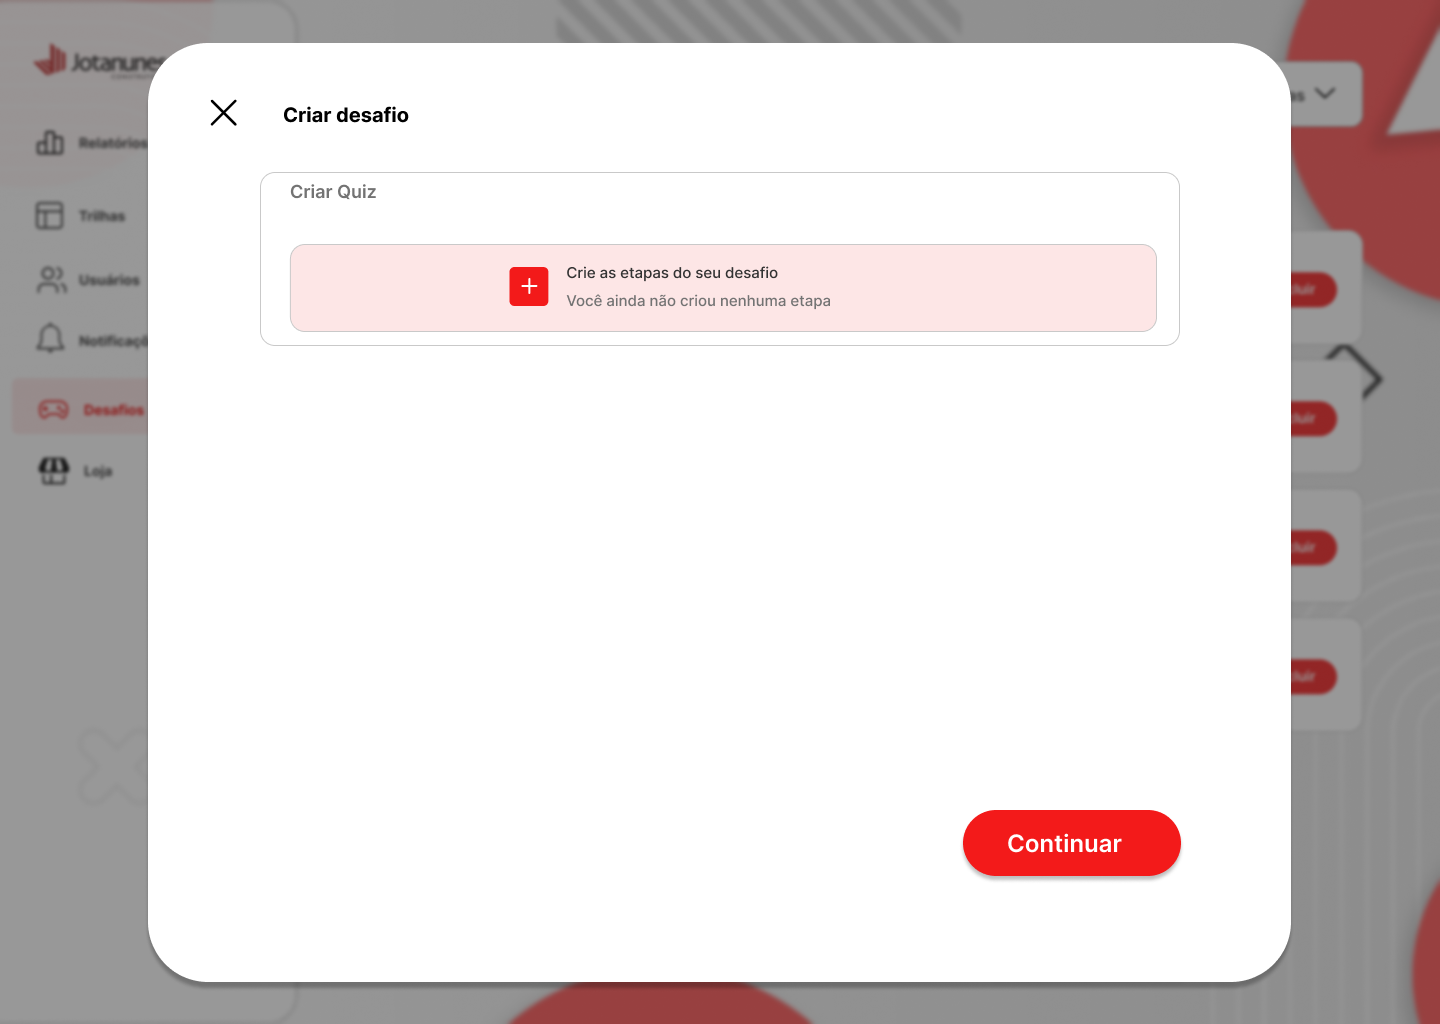 Jotanunes
Relatórios
Trilhas
Usuários
Desafios
Loja
Criar desafio
Criar Quiz
Crie as etapas do seu desafio
Você ainda não criou nenhuma etapa
Continuar